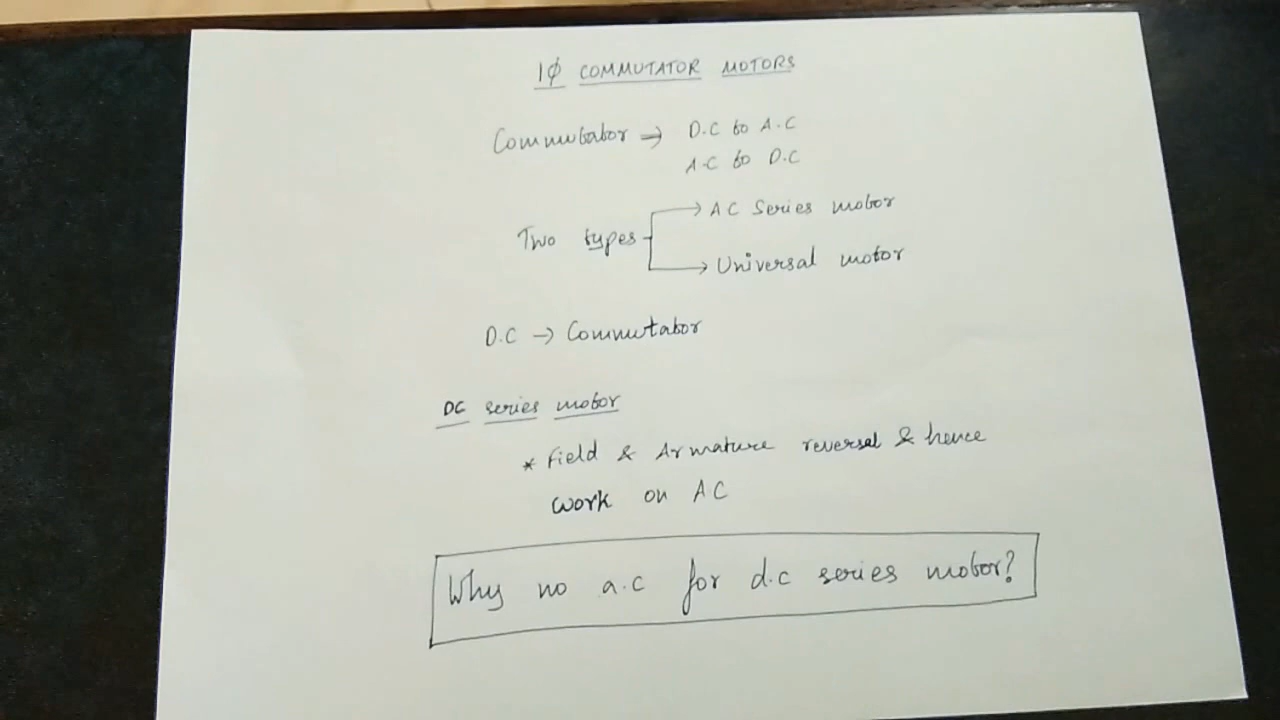 1φ COMMUTATOR MOTORS
Commutator ⇒ D.C to A.C
A.C to D.C
Two types → AC Series motor
→ Universal motor
D.C → Commutator
DC series motor
* Field & Armature reversal & hence
work on AC
Why no a.c for d.c series motor?